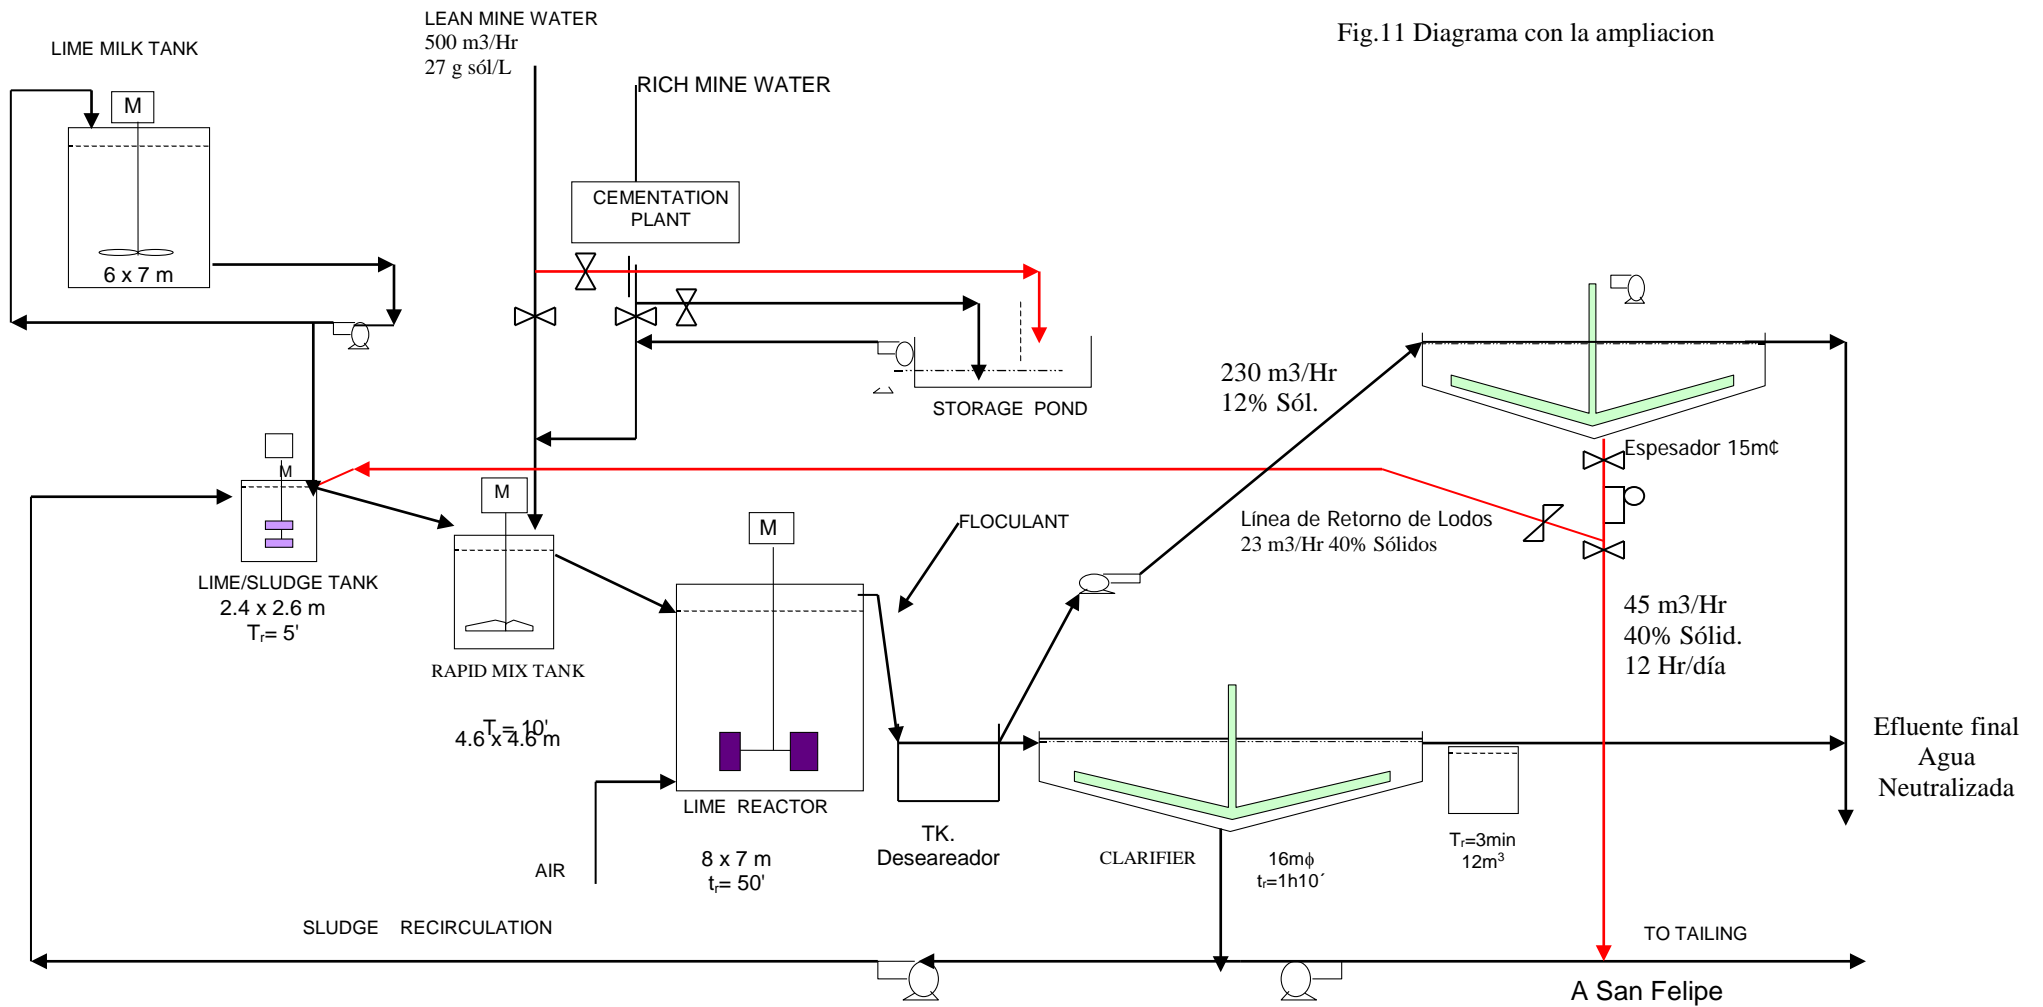 Fig.11 Diagrama con la ampliacion
LEAN MINE WATER
500 m3/Hr
27 g sól/L
LIME MILK TANK
RICH MINE WATER
M
CEMENTATION
PLANT
6 x 7 m
STORAGE POND
230 m3/Hr
12% Sól.
Espesador 15m¢
M
M
M
FLOCULANT
Línea de Retorno de Lodos
23 m3/Hr 40% Sólidos
LIME/SLUDGE TANK
2.4 x 2.6 m
Tr= 5'
45 m3/Hr
40% Sólid.
12 Hr/día
RAPID MIX TANK
T = 10'
4.6 x 4.6 m
Efluente final
Agua
Neutralizada
LIME REACTOR
8 x 7 m
tr= 50'
TK.
Deseareador
CLARIFIER
16mϕ
tr=1h10´
Tr=3min
12m³
AIR
SLUDGE RECIRCULATION
TO TAILING
A San Felipe